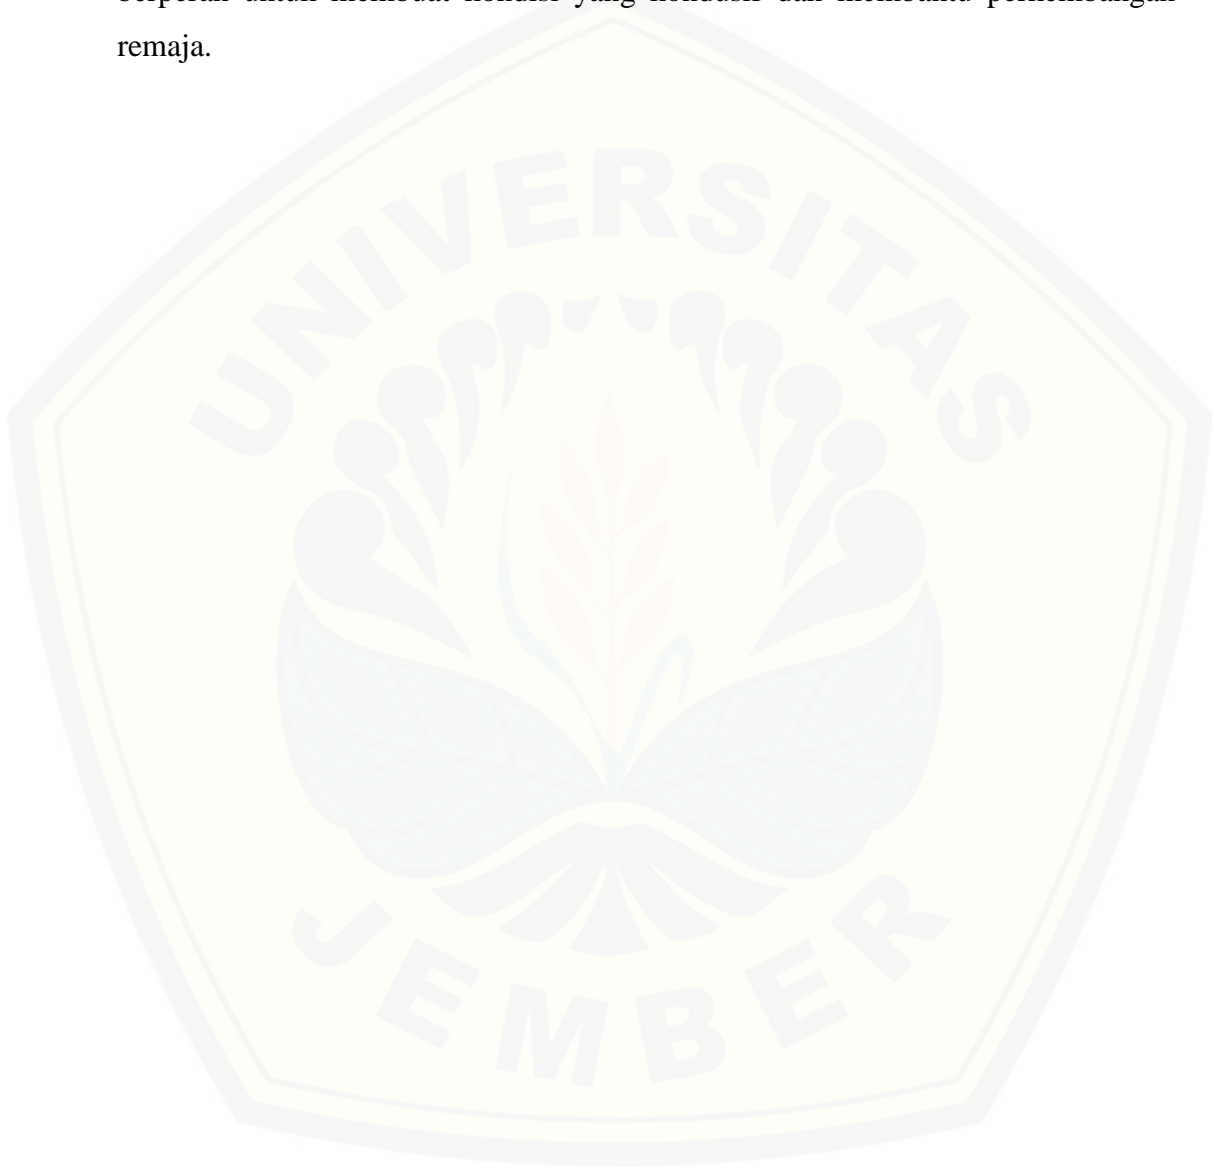 berperan untuk membuat kondisi yang kondusif dan membantu perkembangan
remaja.
UNIVERSITAS
JEMBER